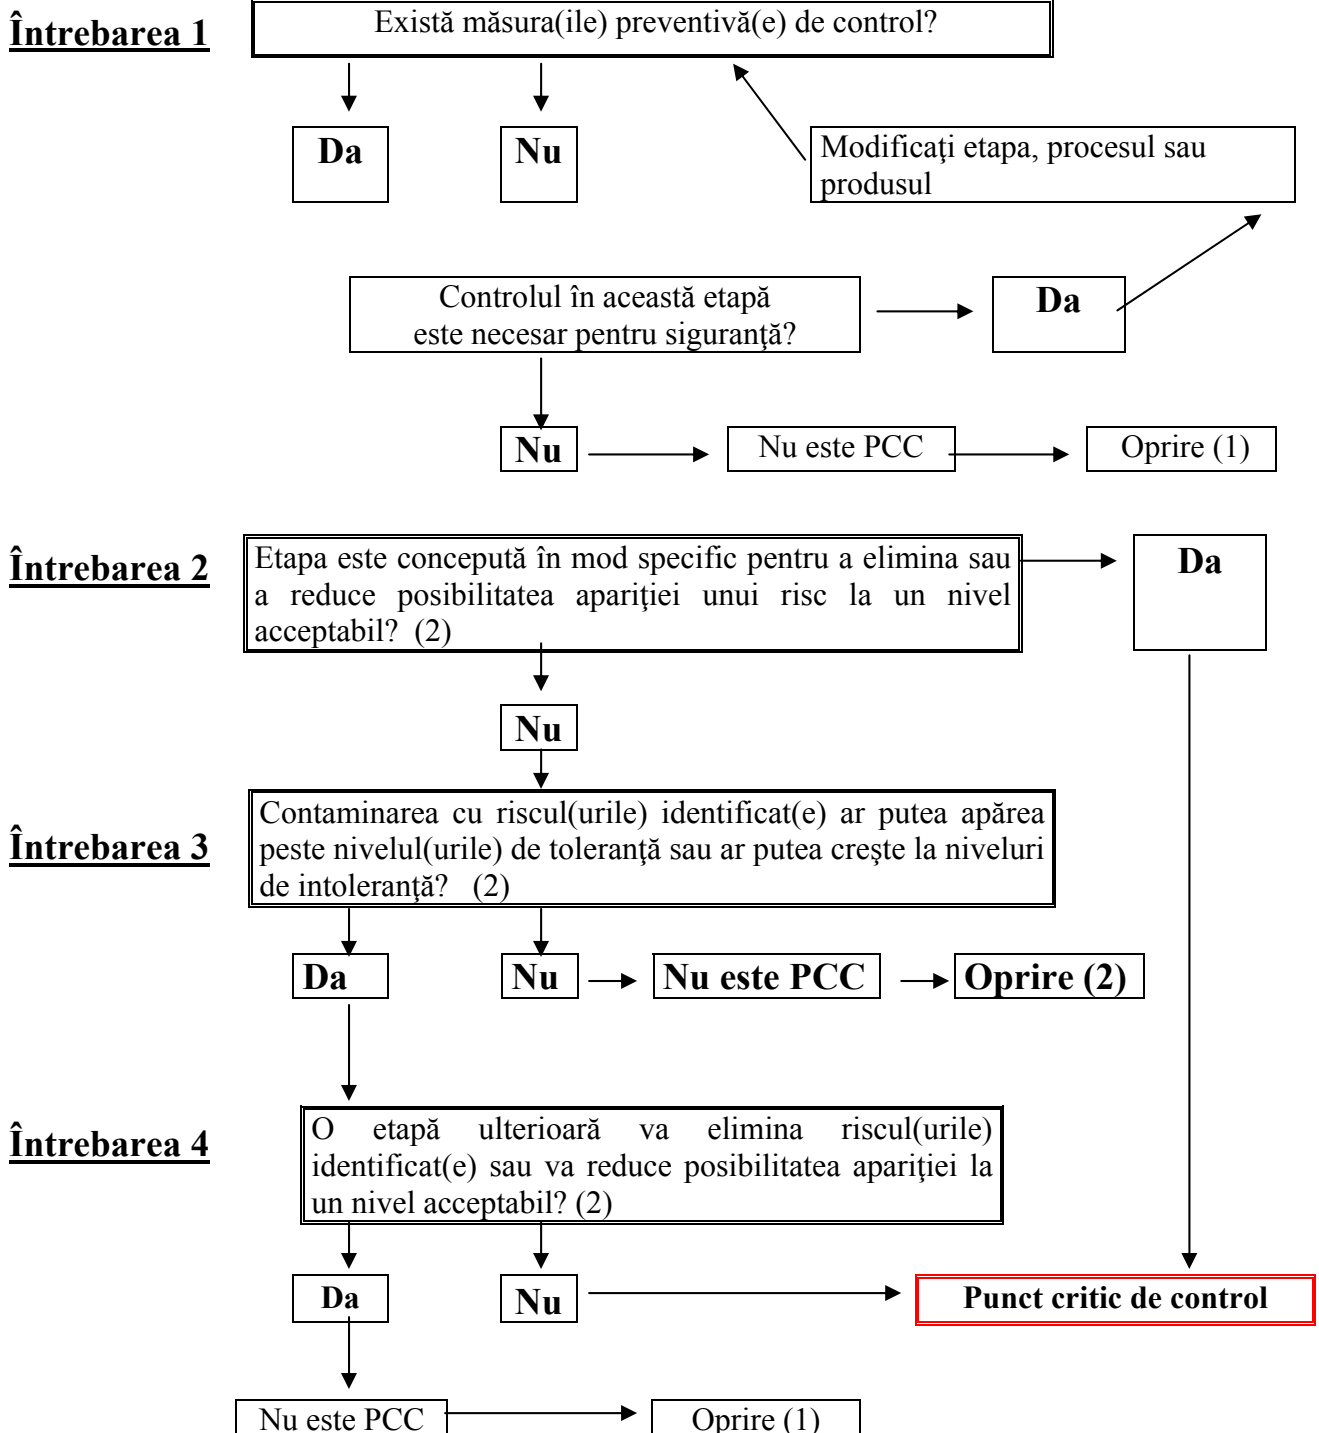 Întrebarea 1
Există măsura(ile) preventivă(e) de control?
Da
Nu
Modificaţi etapa, procesul sau
produsul
Controlul în această etapă
este necesar pentru siguranţă?
Da
Nu
Nu este PCC
Oprire (1)
Întrebarea 2
Etapa este concepută în mod specific pentru a elimina sau
a reduce posibilitatea apariţiei unui risc la un nivel
acceptabil? (2)
Da
Nu
Întrebarea 3
Contaminarea cu riscul(urile) identificat(e) ar putea apărea
peste nivelul(urile) de toleranţă sau ar putea creşte la niveluri
de intoleranţă? (2)
Da
Nu
Nu este PCC
Oprire (2)
Întrebarea 4
O etapă ulterioară va elimina riscul(urile)
identificat(e) sau va reduce posibilitatea apariţiei la
un nivel acceptabil? (2)
Da
Nu
Punct critic de control
Nu este PCC
Oprire (1)